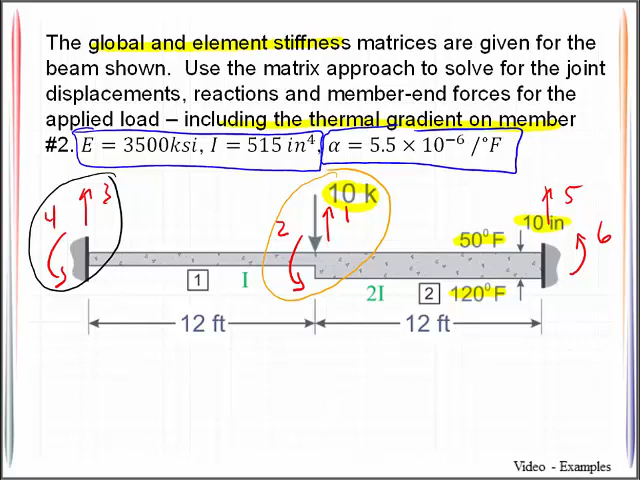 The global and element stiffness matrices are given for the
beam shown. Use the matrix approach to solve for the joint
displacements, reactions and member-end forces for the
applied load – including the thermal gradient on member
#2. E = 3500ksi, I = 515 in⁴, α = 5.5 × 10⁻⁶ /°F
4 3 2 10 k 1 5 6
10 in
50⁰F
1 I 2I 2 120⁰F
12 ft 12 ft
Video - Examples